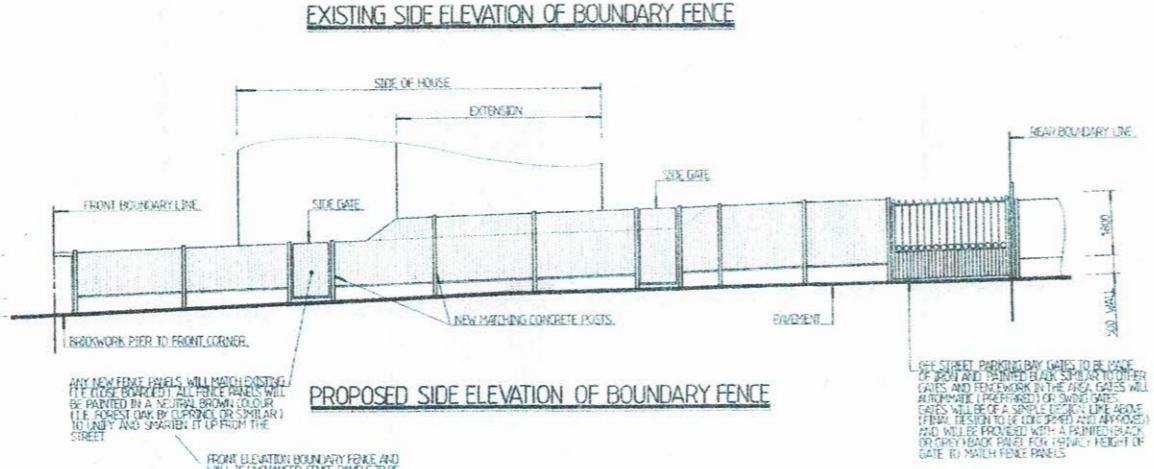 EXISTING SIDE ELEVATION OF BOUNDARY FENCE
SIDE OF HOUSE
EXTENSION
REAR BOUNDARY LINE
SIDE GATE
FRONT BOUNDARY LINE
SIDE GATE
1800
WALL
NEW MATCHING CONCRETE POSTS
PAVEMENT
BRICKWORK PIER TO FRONT CORNER
ANY NEW FENCE PANELS WILL MATCH EXISTING
(I.E CLOSE BOARDED). ALL FENCE PANELS WILL
BE PAINTED IN A NEUTRAL BROWN COLOUR
(I.E. FOREST OAK BY CUPRINOL OR SIMILAR)
TO UNIFY AND SMARTEN IT UP FROM THE
STREET
PROPOSED SIDE ELEVATION OF BOUNDARY FENCE
OFF STREET PARKING BAY GATES TO BE MADE
OF IRON AND PAINTED BLACK SIMILAR TO OTHER
GATES AND FENCEWORK IN THE AREA. GATES WILL
AUTOMATIC (PREFERRED) OR SWING GATES.
GATES WILL BE OF A SIMPLE DESIGN LIKE ABOVE
(FINAL DESIGN TO BE CONFIRMED AND APPROVED)
AND WILL BE PROVIDED WITH A PAINTED BLACK
OR GREY BACK PANEL FOR PRIVACY HEIGHT OF
GATE TO MATCH FENCE PANELS.
FRONT ELEVATION BOUNDARY FENCE AND